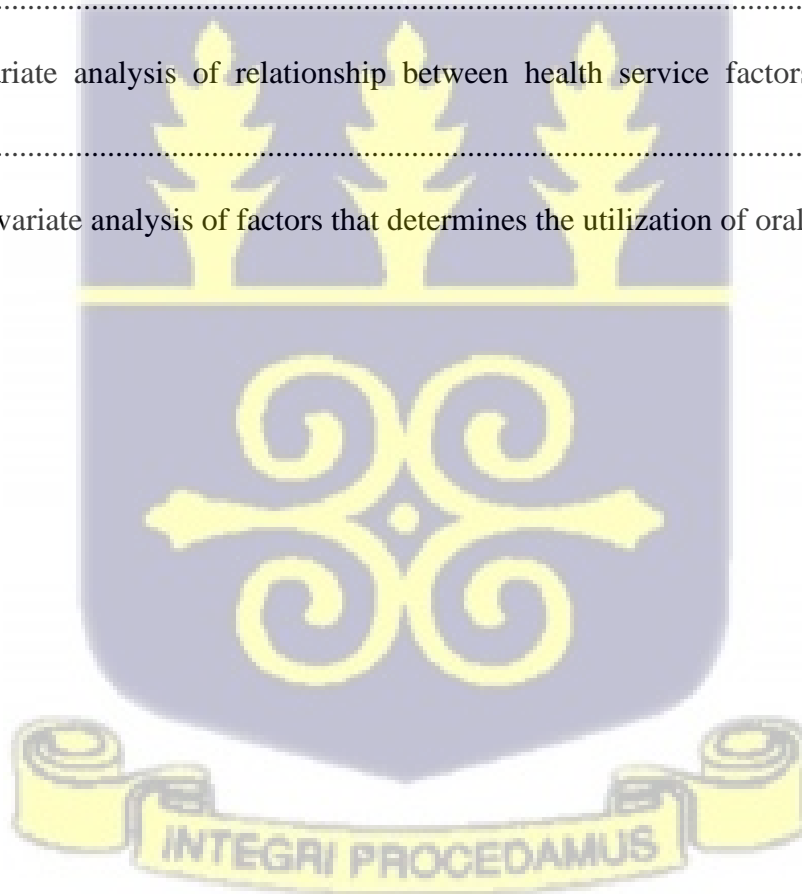 ................................................................................................................
riate analysis of relationship between health service factors
................................................................................................................
variate analysis of factors that determines the utilization of oral
INTEGRI PROCEDAMUS